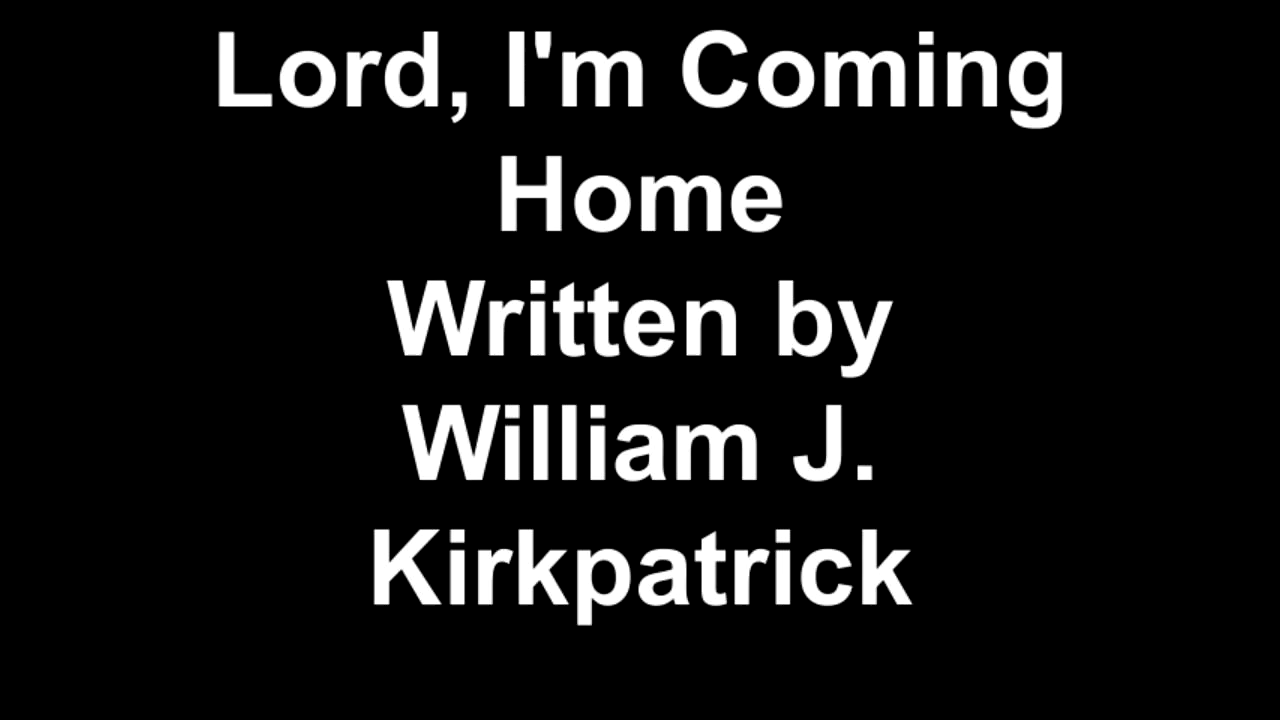 Lord, I'm Coming
Home
Written by
William J.
Kirkpatrick